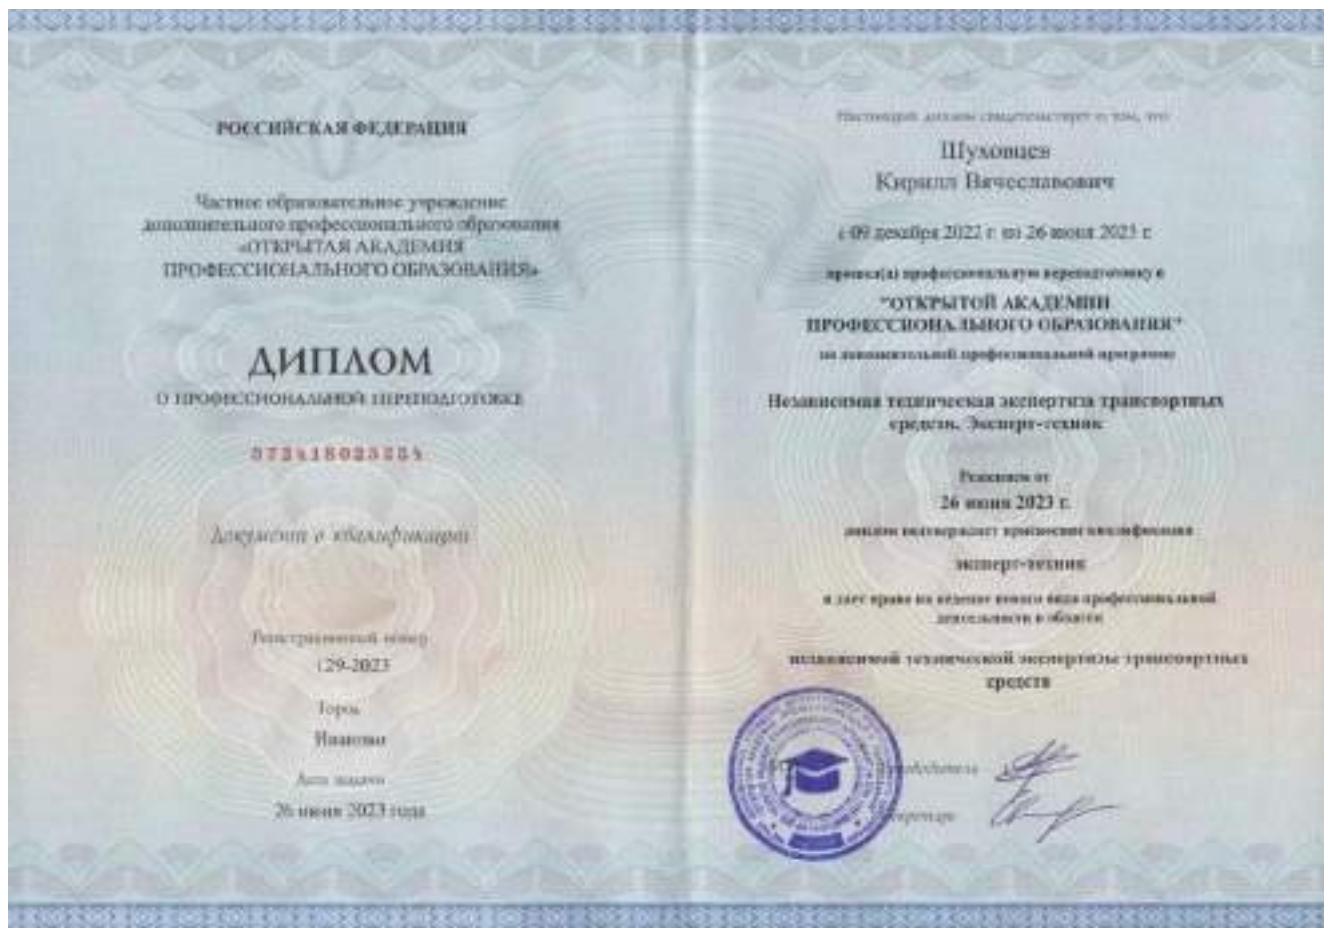 РОССИЙСКАЯ ФЕДЕРАЦИЯ
Частное образовательное учреждение
дополнительного профессионального образования
«ОТКРЫТАЯ АКАДЕМИЯ
ПРОФЕССИОНАЛЬНОГО ОБРАЗОВАНИЯ»
ДИПЛОМ
О ПРОФЕССИОНАЛЬНОЙ ПЕРЕПОДГОТОВКЕ
Документ о квалификации
Регистрационный номер
129-2023
Город
Иваново
Дата выдачи
26 июня 2023 года
Настоящий диплом свидетельствует о том, что
Шуховцев
Кирилл Вячеславович
с 09 декабря 2022 г. по 26 июня 2023 г.
прошел(а) профессиональную переподготовку в
"ОТКРЫТОЙ АКАДЕМИИ
ПРОФЕССИОНАЛЬНОГО ОБРАЗОВАНИЯ"
по дополнительной профессиональной программе
Независимая техническая экспертиза транспортных
средств. Эксперт-техник
Решением от
26 июня 2023 г.
диплом подтверждает присвоение квалификации
эксперт-техник
и дает право на ведение нового вида профессиональной
деятельности в области
независимой технической экспертизы транспортных
средств
Руководитель
Секретарь